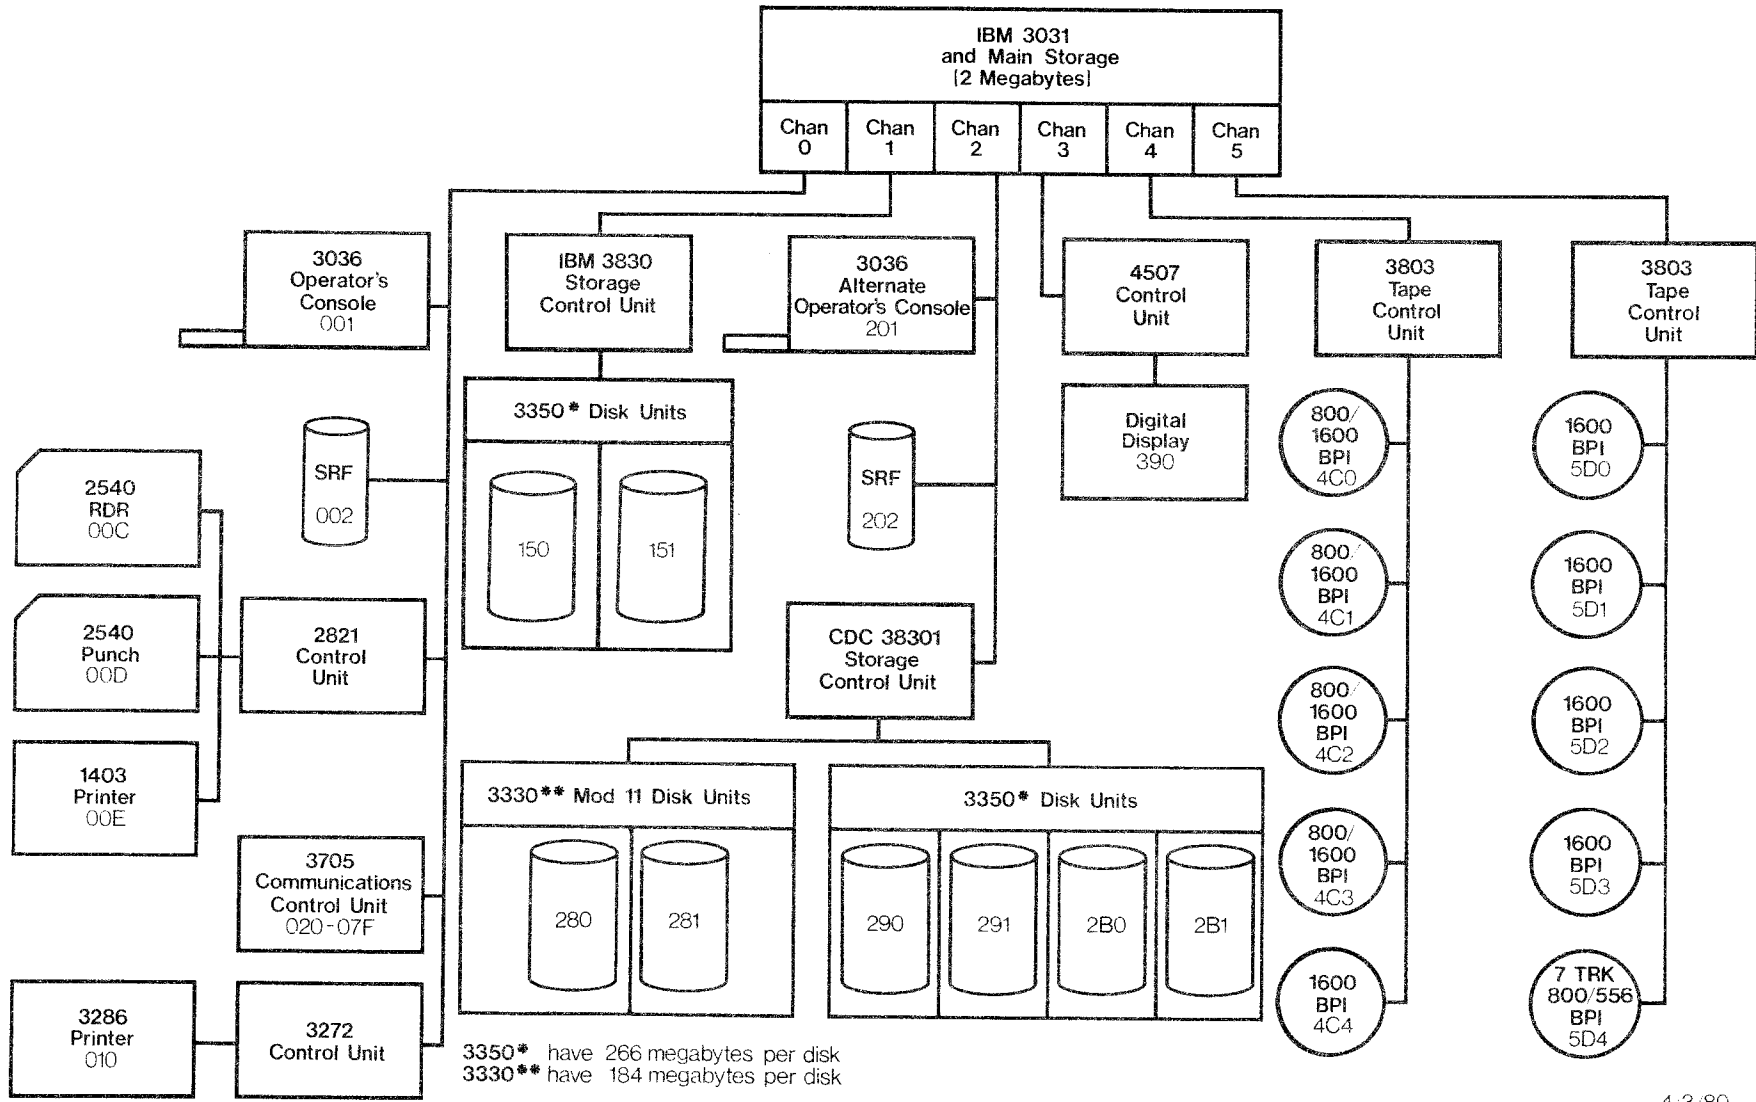 IBM 3031
and Main Storage
(2 Megabytes)
Chan
0
Chan
1
Chan
2
Chan
3
Chan
4
Chan
5
3036
Operator's
Console
001
IBM 3830
Storage
Control Unit
3036
Alternate
Operator's Console
201
4507
Control
Unit
3803
Tape
Control
Unit
3803
Tape
Control
Unit
SRF
002
3350* Disk Units
150
151
SRF
202
Digital
Display
390
2540
RDR
00C
2540
Punch
00D
1403
Printer
00E
2821
Control
Unit
CDC 38301
Storage
Control Unit
3705
Communications
Control Unit
020-07F
3286
Printer
010
3272
Control Unit
3330** Mod 11 Disk Units
280
281
3350* Disk Units
290
291
2B0
2B1
800/
1600
BPI
4C0
800/
1600
BPI
4C1
800/
1600
BPI
4C2
800/
1600
BPI
4C3
1600
BPI
4C4
1600
BPI
5D0
1600
BPI
5D1
1600
BPI
5D2
1600
BPI
5D3
7 TRK
800/556
BPI
5D4
3350* have 266 megabytes per disk
3330** have 184 megabytes per disk